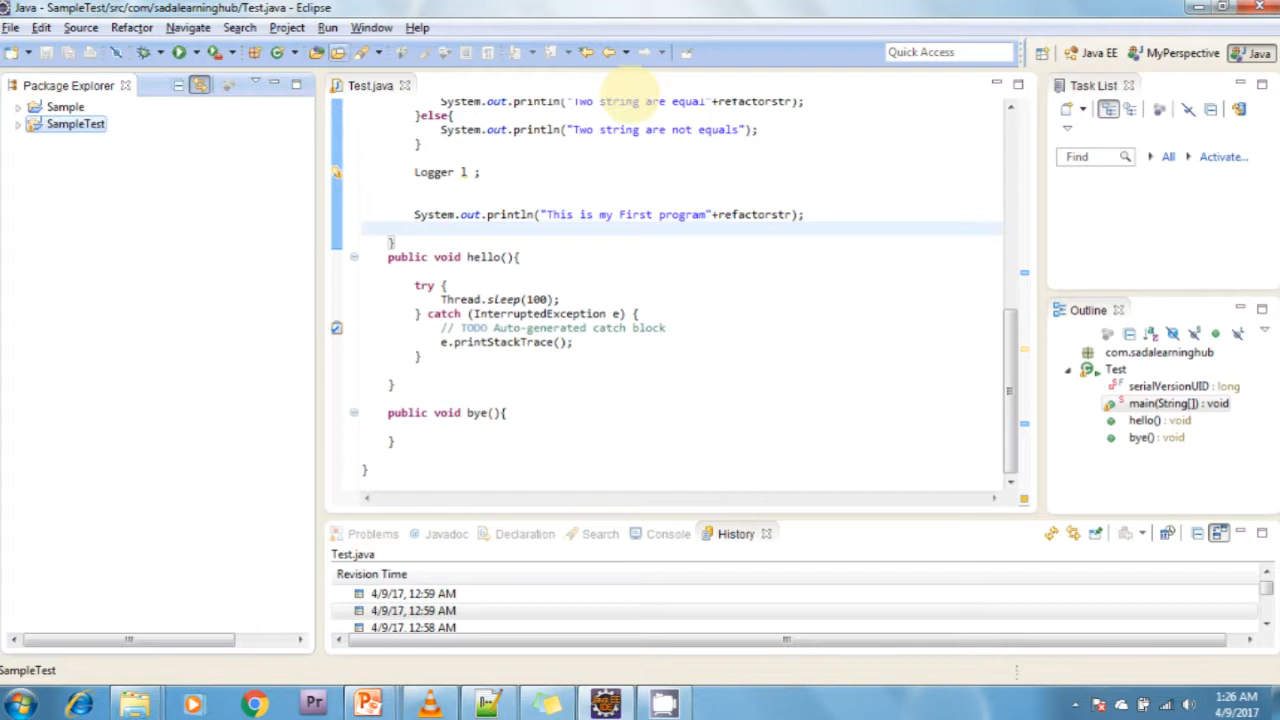 Java - SampleTest/src/com/sadalearninghub/Test.java - Eclipse
File Edit Source Refactor Navigate Search Project Run Window Help
Quick Access
Java EE
MyPerspective
Java
Package Explorer
Sample
SampleTest
Test.java
System.out.println("Two string are equal"+refactorstr);
}else{
System.out.println("Two string are not equals");
}
Logger l ;
System.out.println("This is my First program"+refactorstr);
}
public void hello(){
try {
Thread.sleep(100);
} catch (InterruptedException e) {
// TODO Auto-generated catch block
e.printStackTrace();
}
}
public void bye(){
}
}
Task List
Find
All
Activate...
Outline
com.sadalearninghub
Test
serialVersionUID : long
main(String[]) : void
hello() : void
bye() : void
Problems @ Javadoc Declaration Search Console History
Test.java
Revision Time
4/9/17, 12:59 AM
4/9/17, 12:59 AM
4/9/17, 12:58 AM
SampleTest
Pr
1:26 AM
4/9/2017